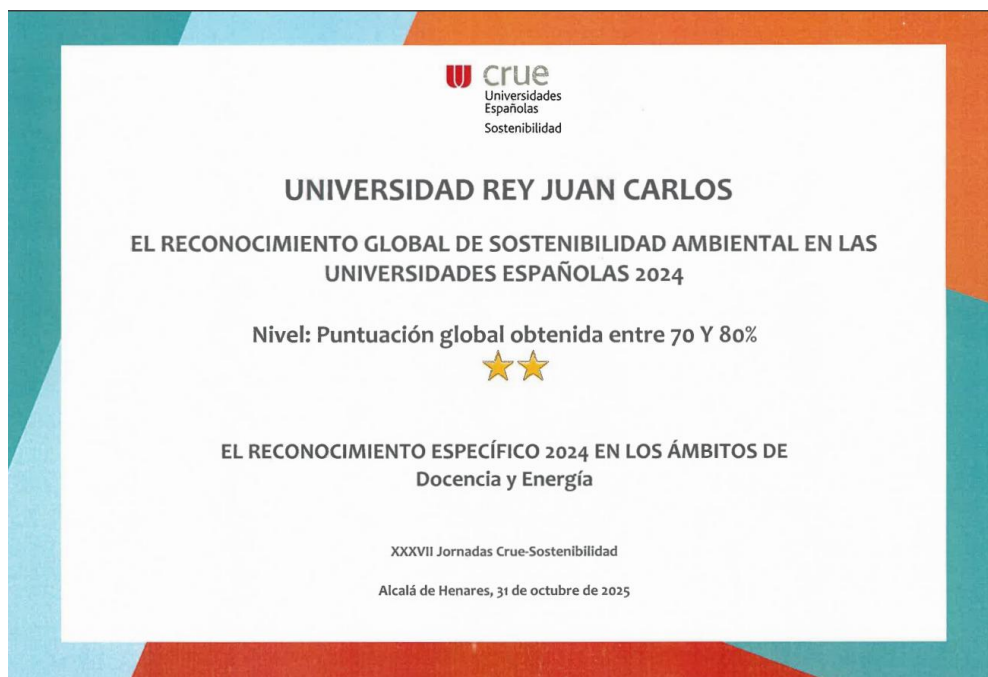 crue
Universidades
Españolas
Sostenibilidad
UNIVERSIDAD REY JUAN CARLOS
EL RECONOCIMIENTO GLOBAL DE SOSTENIBILIDAD AMBIENTAL EN LAS
UNIVERSIDADES ESPAÑOLAS 2024
Nivel: Puntuación global obtenida entre 70 Y 80%
EL RECONOCIMIENTO ESPECÍFICO 2024 EN LOS ÁMBITOS DE
Docencia y Energía
XXXVII Jornadas Crue-Sostenibilidad
Alcalá de Henares, 31 de octubre de 2025